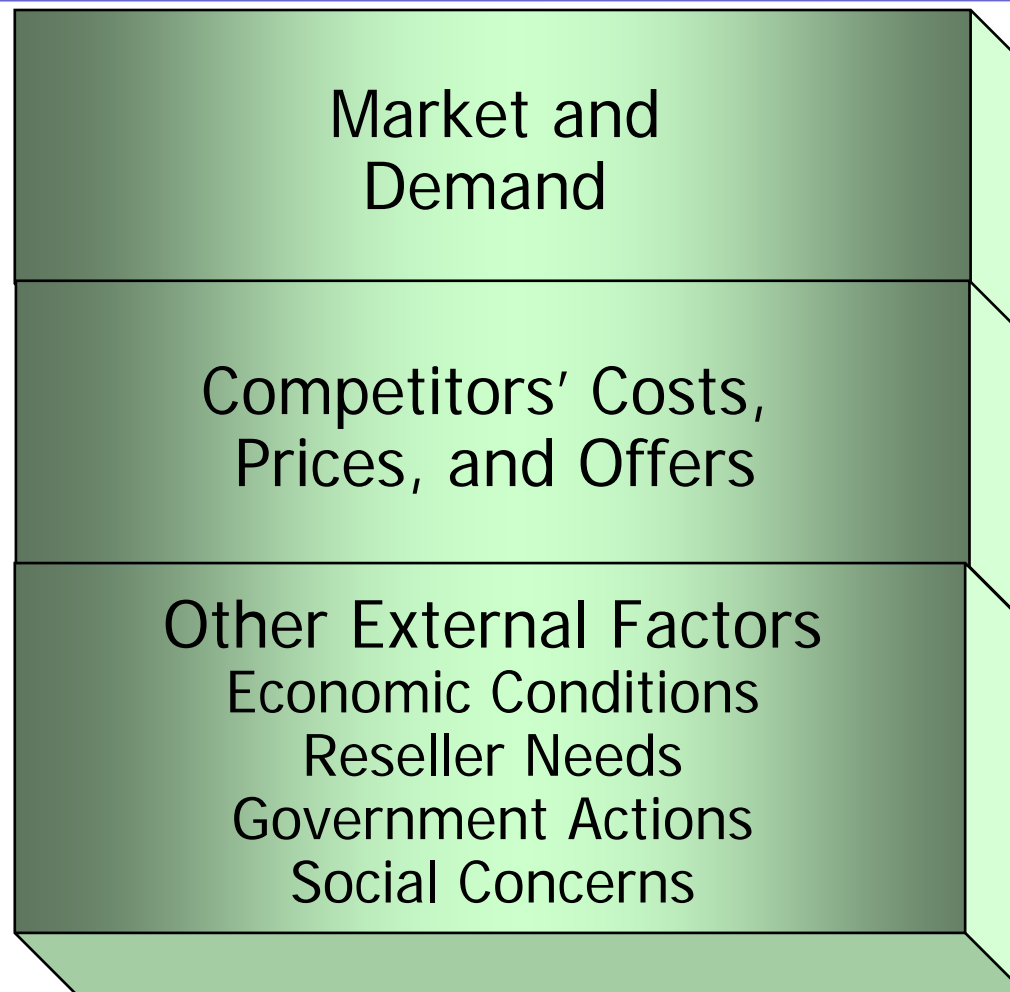 Market and
Demand
Competitors’ Costs,
Prices, and Offers
Other External Factors
Economic Conditions
Reseller Needs
Government Actions
Social Concerns